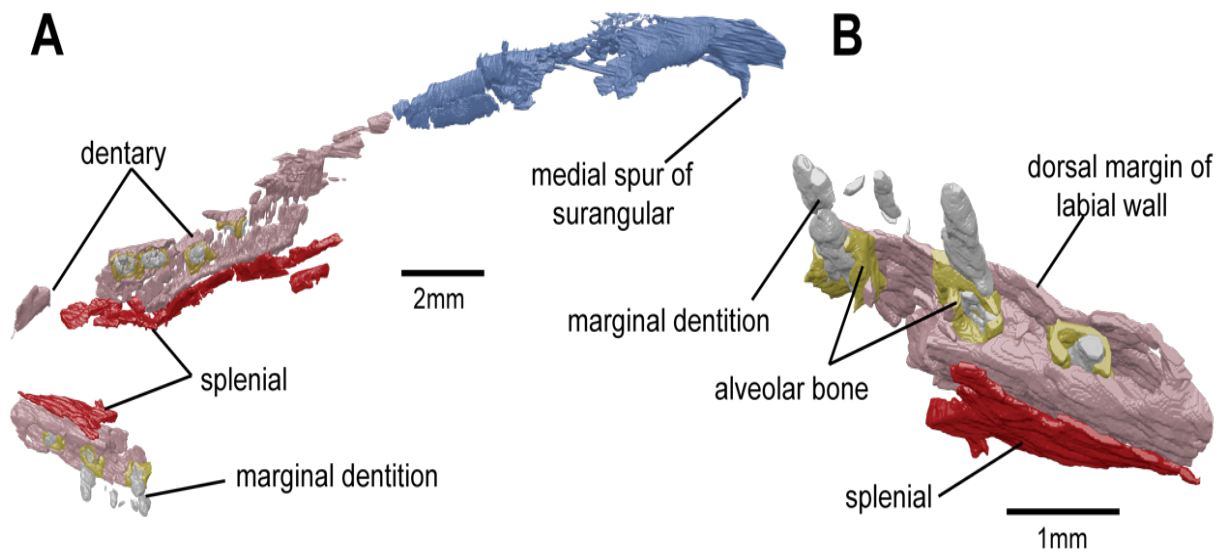 A
dentary
medial spur of
surangular
2mm
splenial
marginal dentition
B
dorsal margin of
labial wall
marginal dentition
alveolar bone
splenial
1mm